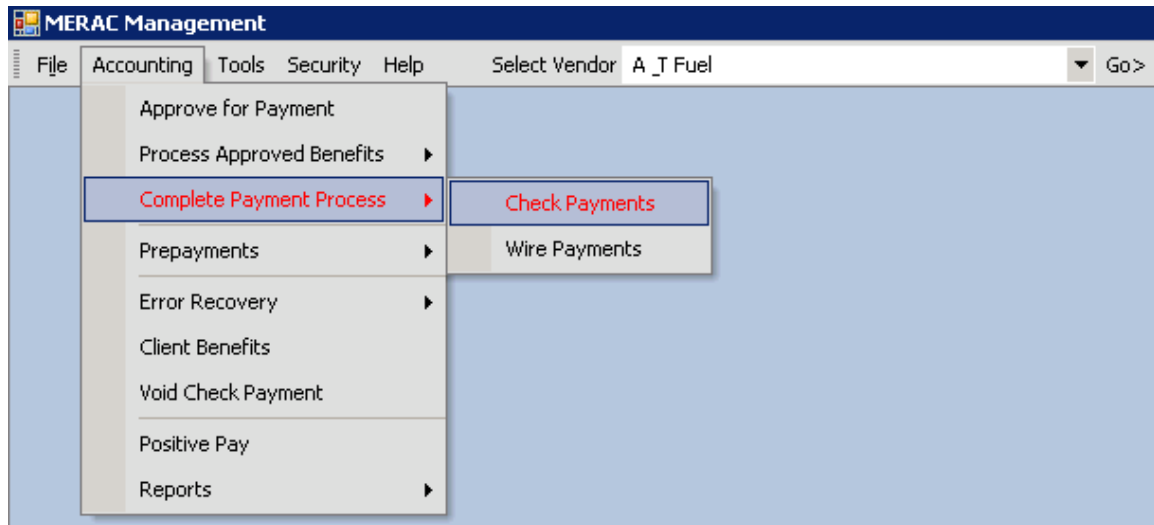 MERAC Management
File Accounting Tools Security Help Select Vendor A _T Fuel Go>
Approve for Payment
Process Approved Benefits
Complete Payment Process
Check Payments
Wire Payments
Prepayments
Error Recovery
Client Benefits
Void Check Payment
Positive Pay
Reports